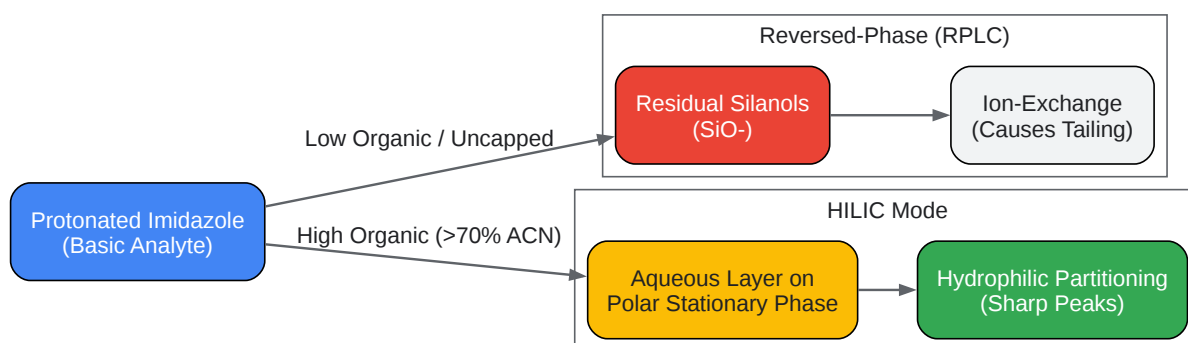 Reversed-Phase (RPLC)
Residual Silanols
(SiO-)
Ion-Exchange
(Causes Tailing)
Low Organic / Uncapped
Protonated Imidazole
(Basic Analyte)
High Organic (>70% ACN)
HILIC Mode
Aqueous Layer on
Polar Stationary Phase
Hydrophilic Partitioning
(Sharp Peaks)